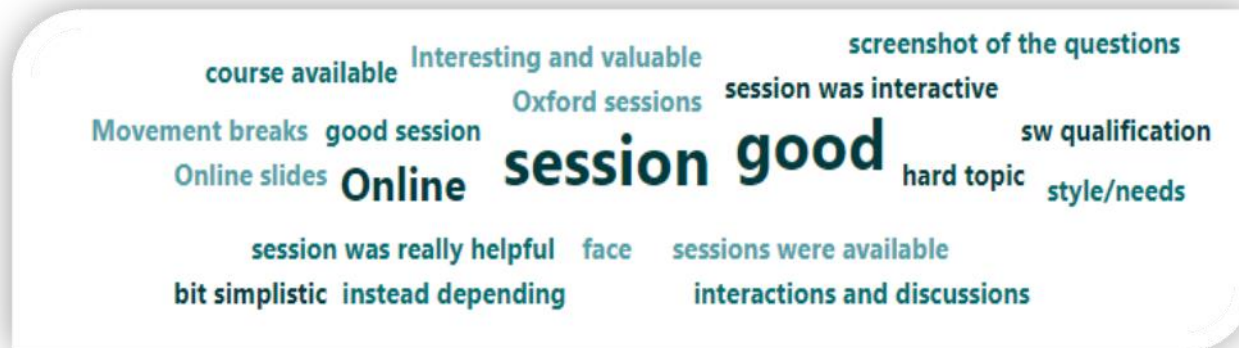 screenshot of the questions
Interesting and valuable
course available
session was interactive
Oxford sessions
Movement breaks good session session good sw qualification
Online slides Online hard topic style/needs
session was really helpful face sessions were available
bit simplistic instead depending interactions and discussions